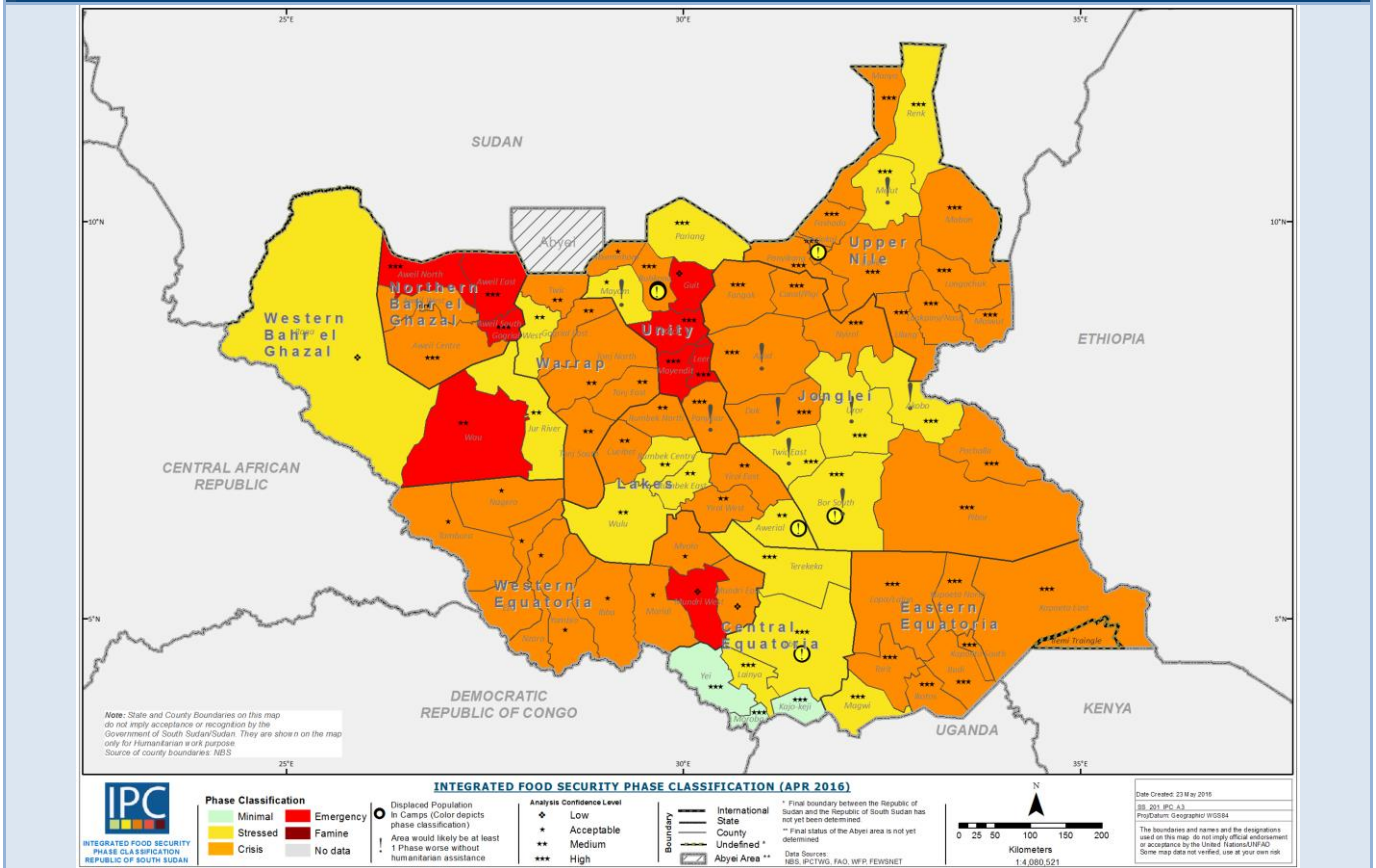 25°E
30°E
35°E
SUDAN
Manyo
Renk
Melut
10°N
10°N
Maban
Abyei
Pariang
Upper
Nile
Aweil North
Aweil East
Mayom
Guit
Fangak
Northern
Bahr el
Ghazal
Twic
Aweil South
Nyirol
ETHIOPIA
Western
Bahr el
Ghazal
Raga
Gogrial West
Gogrial East
Unity
Aweil Centre
Warrap
Tonj North
Leer
Mayendit
Ayod
Tonj East
Jonglei
Akobo
Uror
Rumbek North
Duk
Wau
Jur River
Tonj South
Cueibet
Rumbek Centre
Twic East
Pochalla
CENTRAL AFRICAN
REPUBLIC
Lakes
Rumbek East
Yirol East
Yirol West
Bor South
Pibor
Nagero
Wulu
Awerial
Tambura
Mvolo
Terekeka
Western
Equatoria
Ibba
Maridi
Mundri West
Mundri East
Kapoeta North
Kapoeta East
Eastern
Equatoria
5°N
5°N
Yambio
Nzara
Central
Equatoria
Ilemi Traingle
Yei
Lainya
Morobo
Kajo-keji
Magwi
DEMOCRATIC
REPUBLIC OF CONGO
UGANDA
KENYA
Note: State and County Boundaries on this map
do not imply acceptance or recognition by the
Government of South Sudan/Sudan. They are shown on the map
only for Humanitarian work purpose
Source of county boundaries: NBS
25°E
30°E
35°E
IPC
INTEGRATED FOOD SECURITY
PHASE CLASSIFICATION
REPUBLIC OF SOUTH SUDAN
INTEGRATED FOOD SECURITY PHASE CLASSIFICATION (APR 2016)
Phase Classification
Minimal
Stressed
Crisis
Emergency
Famine
No data
Displaced Population
In Camps (Color depicts
phase classification)
! Area would likely be at least
1 Phase worse without
humanitarian assistance
Analysis Confidence Level
Low
* Acceptable
** Medium
*** High
Boundary
International
State
County
Undefined *
Abyei Area **
* Final boundary between the Republic of
Sudan and the Republic of South Sudan has
not yet been determined
** Final status of the Abyei area is not yet
determined
Data Sources:
NBS, IPCTWG, FAO, WFP, FEWSNET
N
0 25 50 100 150 200
Kilometers
1:4,080,521
Date Created: 23 May 2016
SS_201_IPC_A3
Proj/Datum: Geographic/ WGS84
The boundaries and names and the designations
used on this map do not imply official endorsement
or acceptance by the United Nations/UNFAO
Some map data not verified, use at your own risk